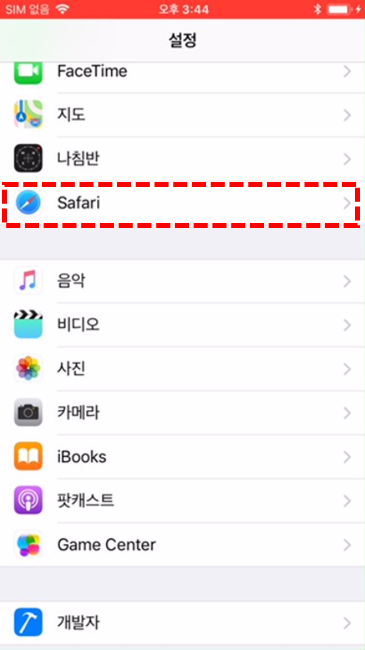 SIM 없음 오후 3:44
설정
FaceTime
지도
나침반
Safari
음악
비디오
사진
카메라
iBooks
팟캐스트
Game Center
개발자